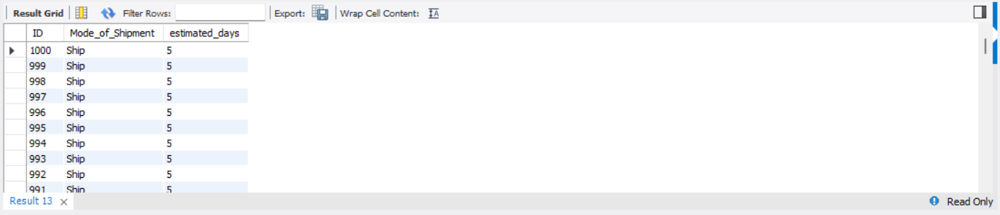 Result Grid Filter Rows: Export: Wrap Cell Content:
ID Mode_of_Shipment estimated_days
1000 Ship 5
999 Ship 5
998 Ship 5
997 Ship 5
996 Ship 5
995 Ship 5
994 Ship 5
993 Ship 5
992 Ship 5
991 Ship 5
Result 13 Read Only